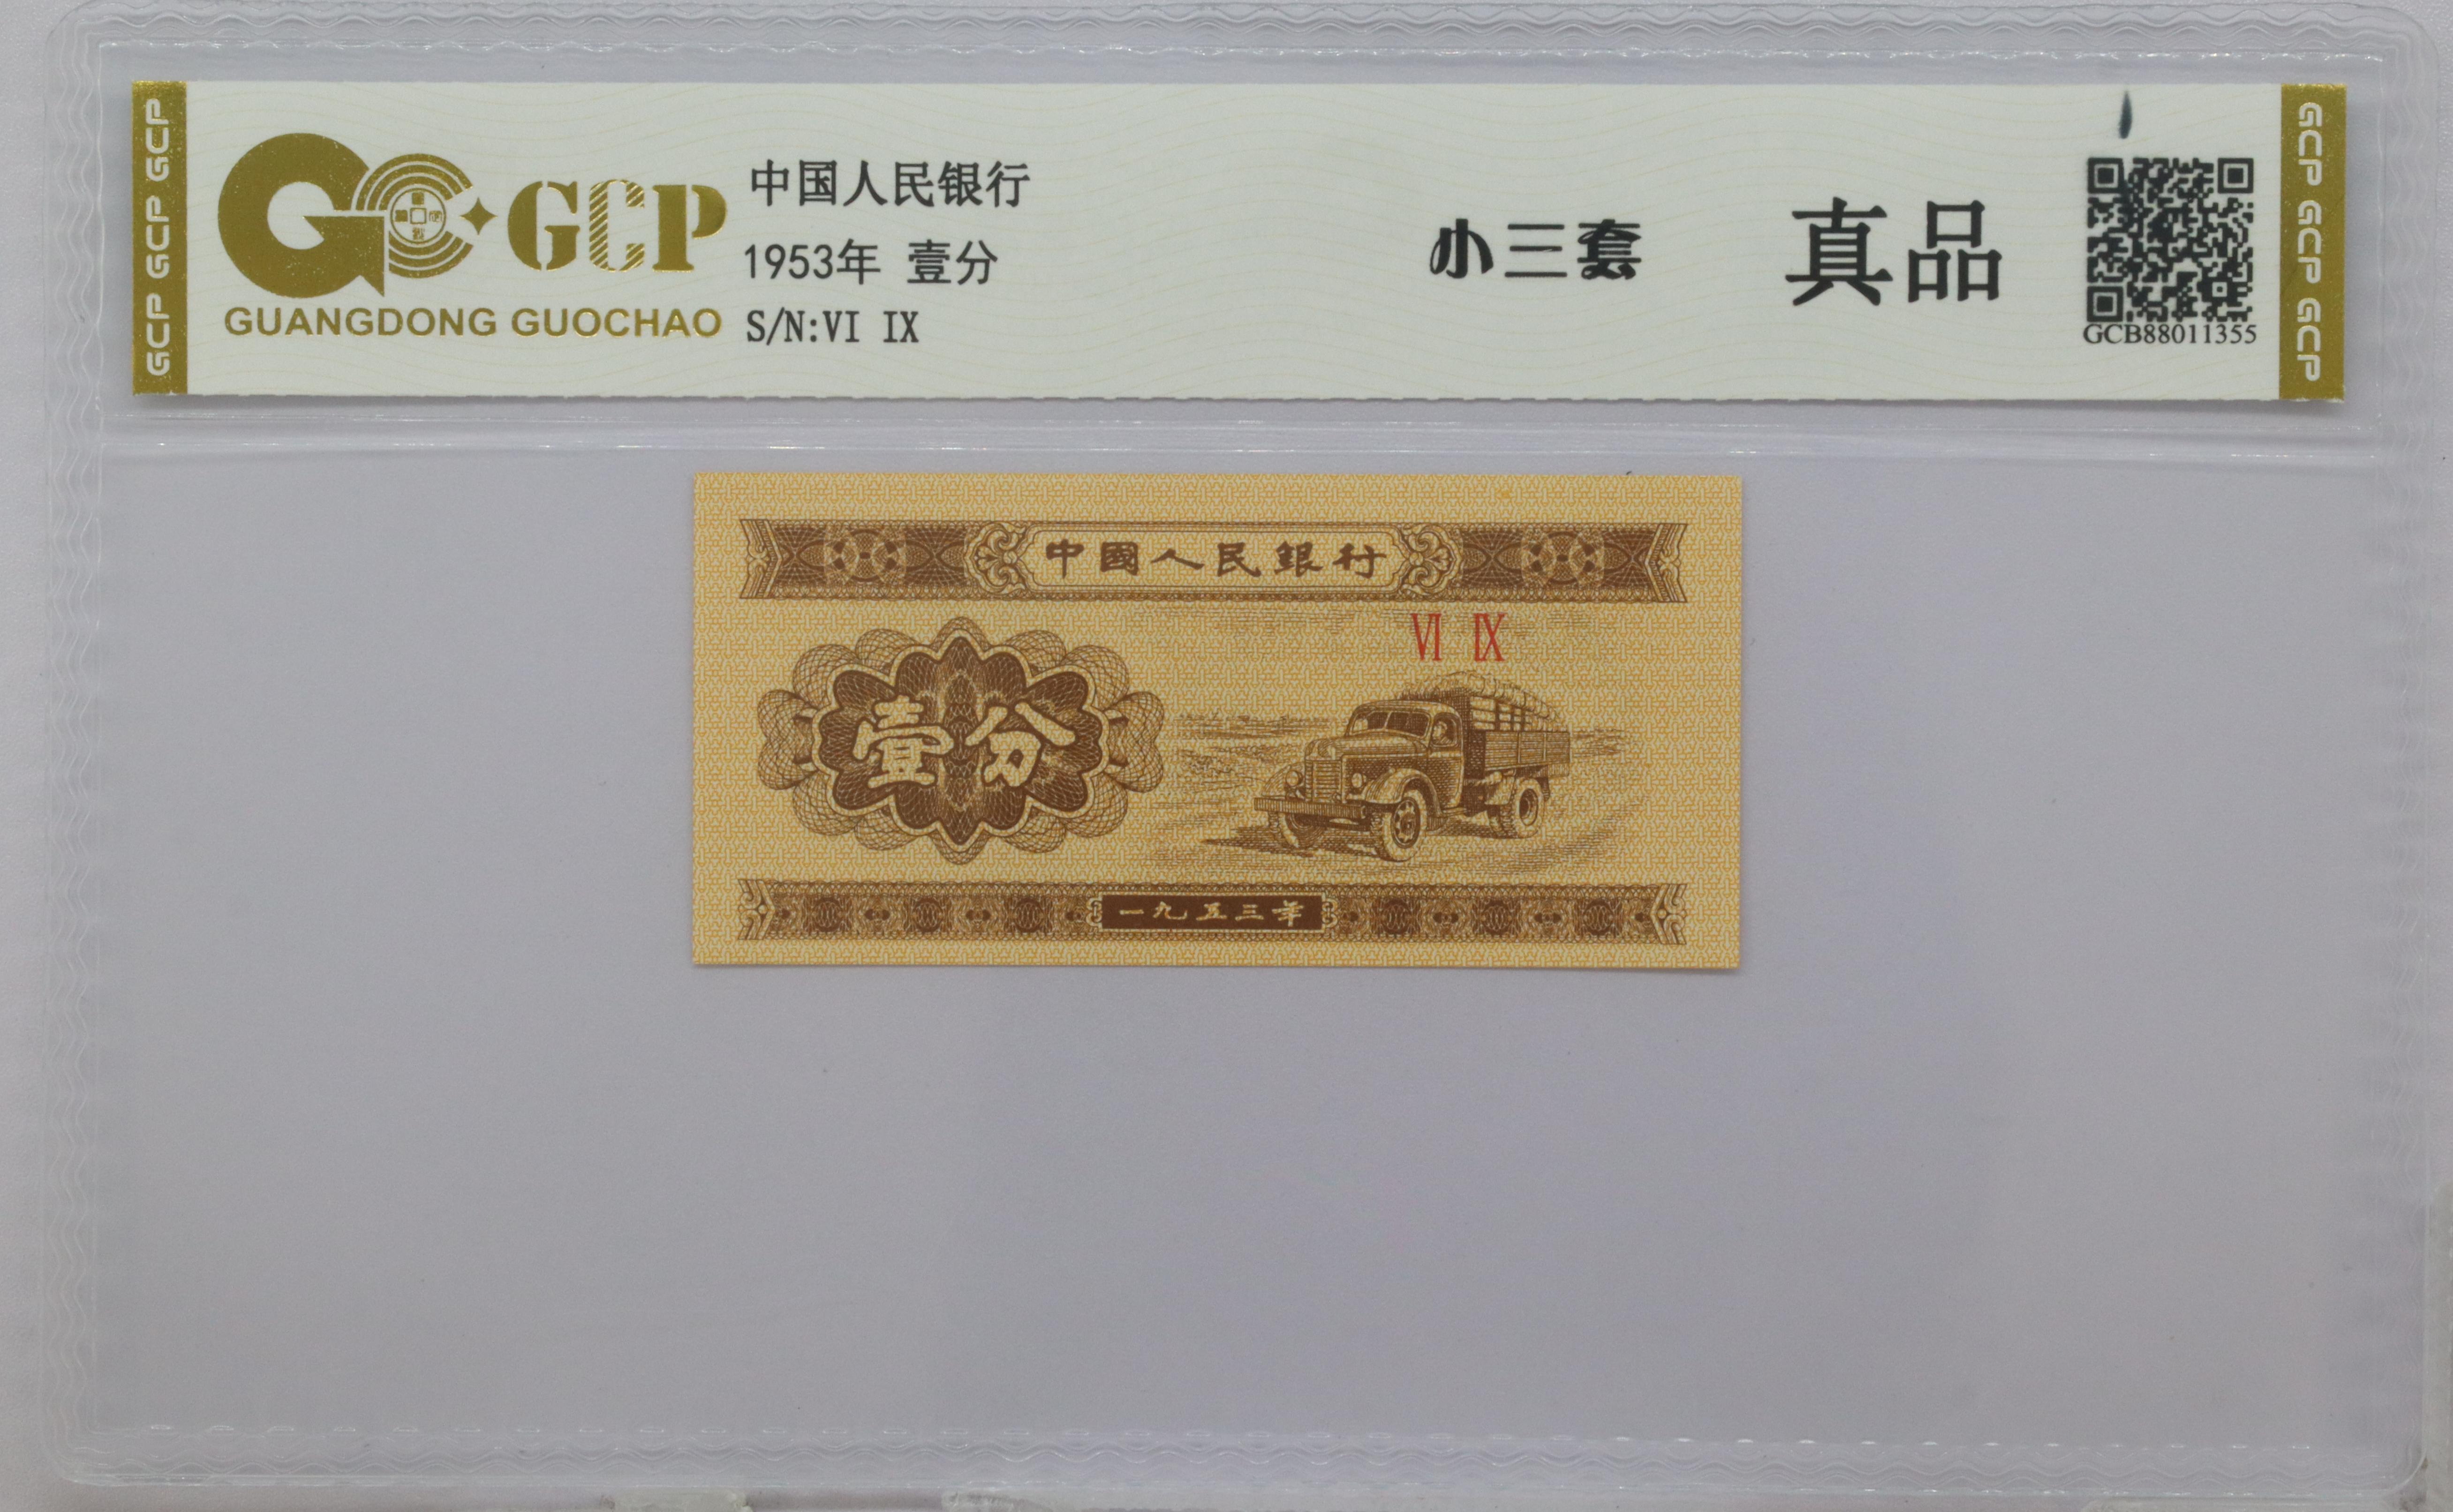 GCP GCP GCP
GCP
GUANGDONG GUOCHAO
中国人民银行
1953年 壹分
S/N:VI IX
小三套
真品
GCB88011355
GCP GCP GCP
中國人民銀行
VI IX
壹分
一九五三年